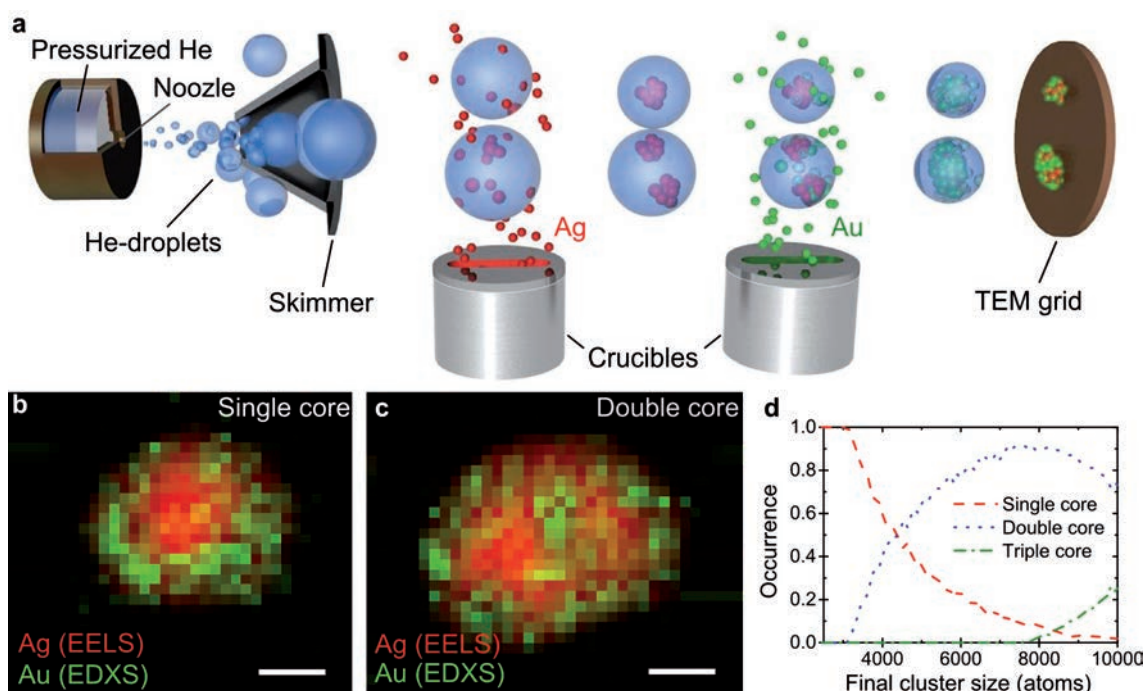 a
Pressurized He
Noozle
He-droplets
Skimmer
Ag
Au
Crucibles
TEM grid
b
Single core
Ag (EELS)
Au (EDXS)
c
Double core
Ag (EELS)
Au (EDXS)
d
1.0
0.8
0.6
0.4
0.2
0.0
Occurrence
Single core
Double core
Triple core
4000 6000 8000 10000
Final cluster size (atoms)